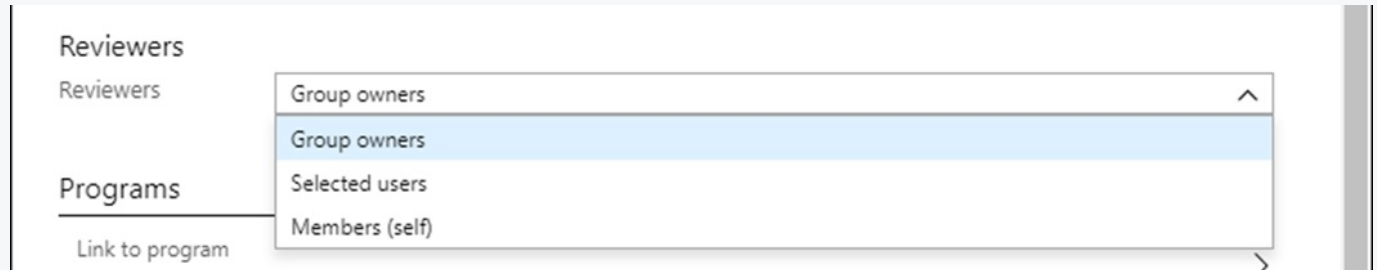 Reviewers
Reviewers
Group owners
Group owners
Selected users
Members (self)
Programs
Link to program